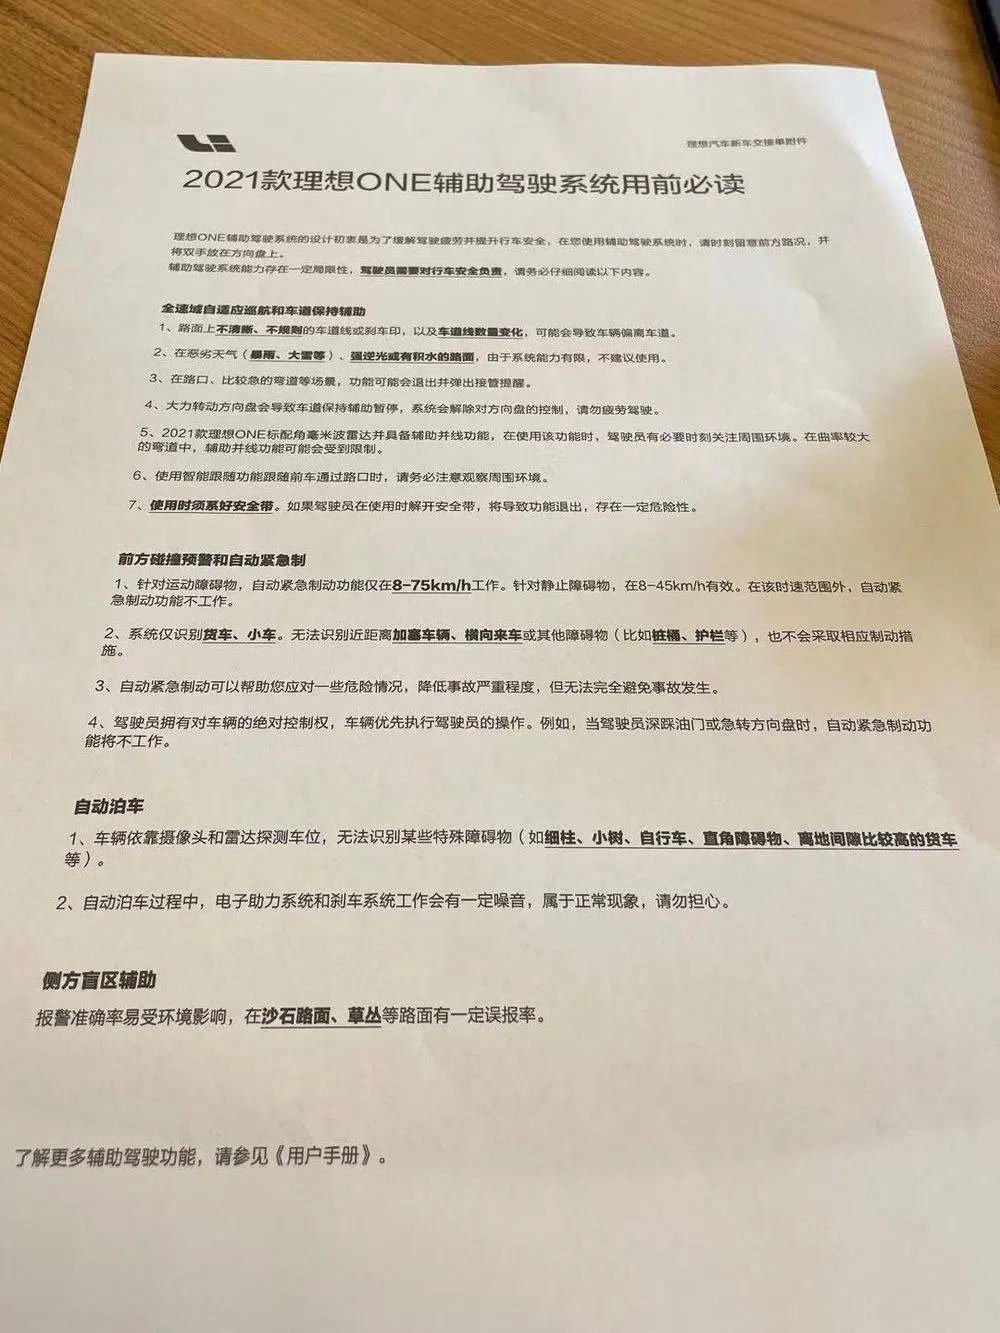 理想汽车新车交接单附件
2021款理想ONE辅助驾驶系统用前必读
理想ONE辅助驾驶系统的设计初衷是为了缓解驾驶疲劳并提升行车安全，在您使用辅助驾驶系统时，请时刻留意前方路况，并
将双手放在方向盘上。
辅助驾驶系统能力存在一定局限性，驾驶员需要对行车安全负责，请务必仔细阅读以下内容。
全速域自适应巡航和车道保持辅助
1、路面上不清晰、不规则的车道线或刹车印，以及车道线数量变化，可能会导致车辆偏离车道。
2、在恶劣天气（暴雨、大雪等）、强逆光或有积水的路面，由于系统能力有限，不建议使用。
3、在路口、比较急的弯道等场景，功能可能会退出并弹出接管提醒。
4、大力转动方向盘会导致车道保持辅助暂停，系统会解除对方向盘的控制，请勿疲劳驾驶。
5、2021款理想ONE标配角毫米波雷达并具备辅助并线功能，在使用该功能时，驾驶员有必要时刻关注周围环境。在曲率较大
的弯道中，辅助并线功能可能会受到限制。
6、使用智能跟随功能跟随前车通过路口时，请务必注意观察周围环境。
7、使用时须系好安全带。如果驾驶员在使用时解开安全带，将导致功能退出，存在一定危险性。
前方碰撞预警和自动紧急制
1、针对运动障碍物，自动紧急制动功能仅在8-75km/h工作。针对静止障碍物，在8-45km/h有效。在该时速范围外，自动紧
急制动功能不工作。
2、系统仅识别货车、小车。无法识别近距离加塞车辆、横向来车或其他障碍物（比如桩桶、护栏等），也不会采取相应制动措
施。
3、自动紧急制动可以帮助您应对一些危险情况，降低事故严重程度，但无法完全避免事故发生。
4、驾驶员拥有对车辆的绝对控制权，车辆优先执行驾驶员的操作。例如，当驾驶员深踩油门或急转方向盘时，自动紧急制动功
能将不工作。
自动泊车
1、车辆依靠摄像头和雷达探测车位，无法识别某些特殊障碍物（如细柱、小树、自行车、直角障碍物、离地间隙比较高的货车
等）。
2、自动泊车过程中，电子助力系统和刹车系统工作会有一定噪音，属于正常现象，请勿担心。
侧方盲区辅助
报警准确率易受环境影响，在沙石路面、草丛等路面有一定误报率。
了解更多辅助驾驶功能，请参见《用户手册》。